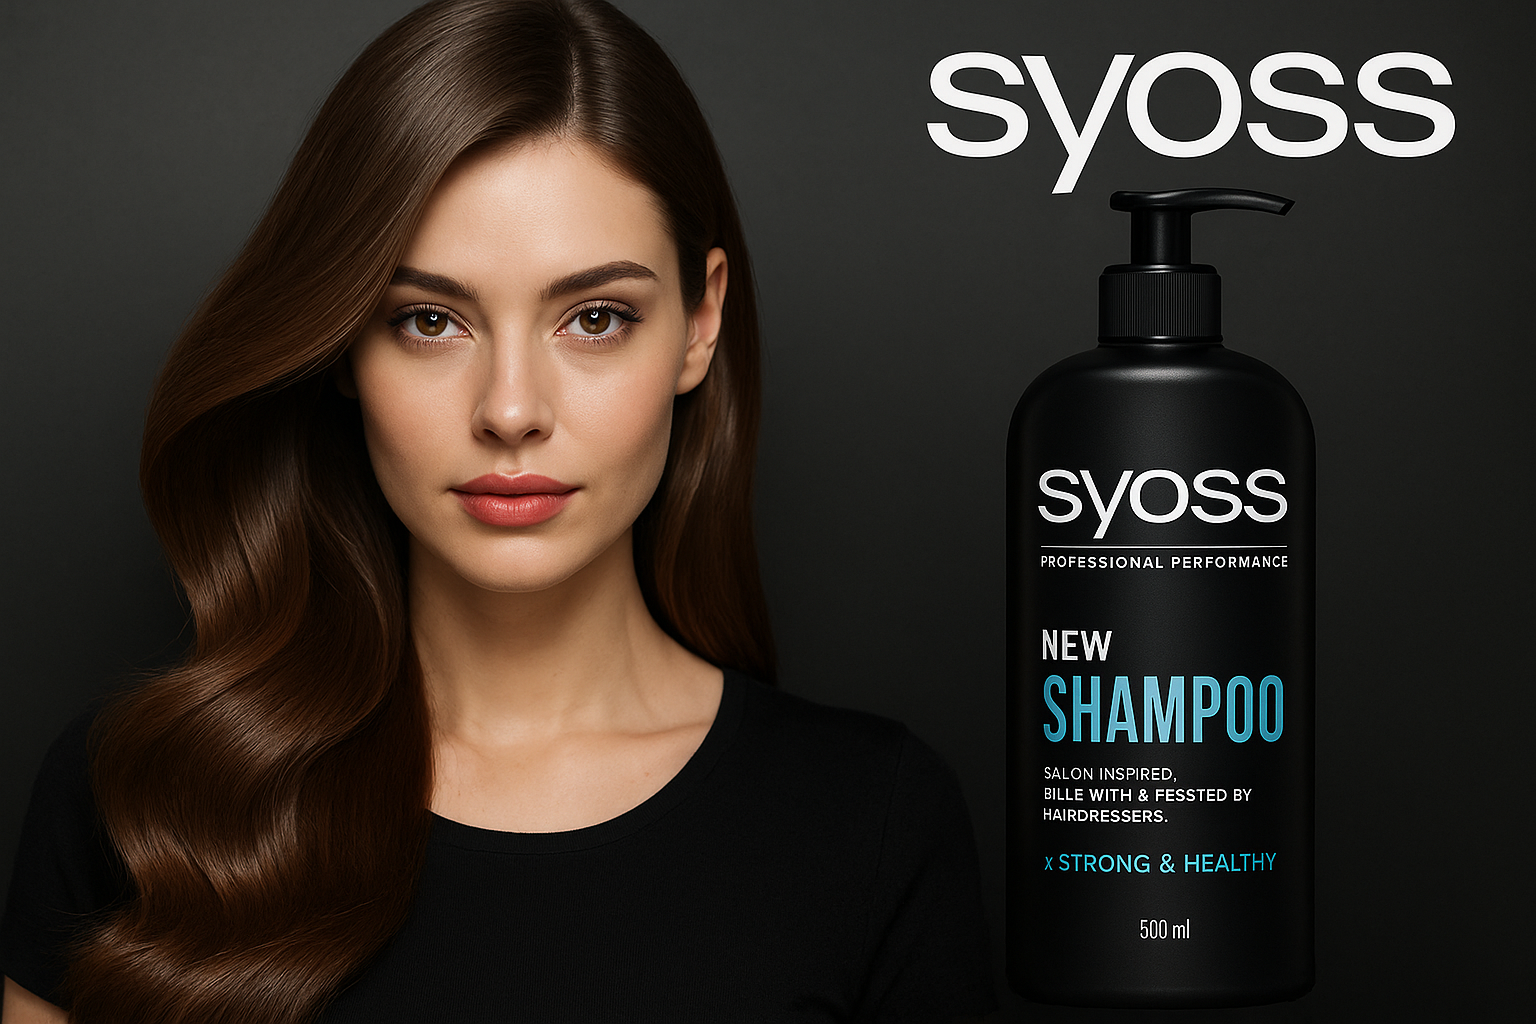 syoss
syoss
PROFESSIONAL PERFORMANCE
NEW
SHAMPOO
SALON INSPIRED,
BILLE WITH & FESSTED BY
HAIRDRESSERS.
x STRONG & HEALTHY
500 ml